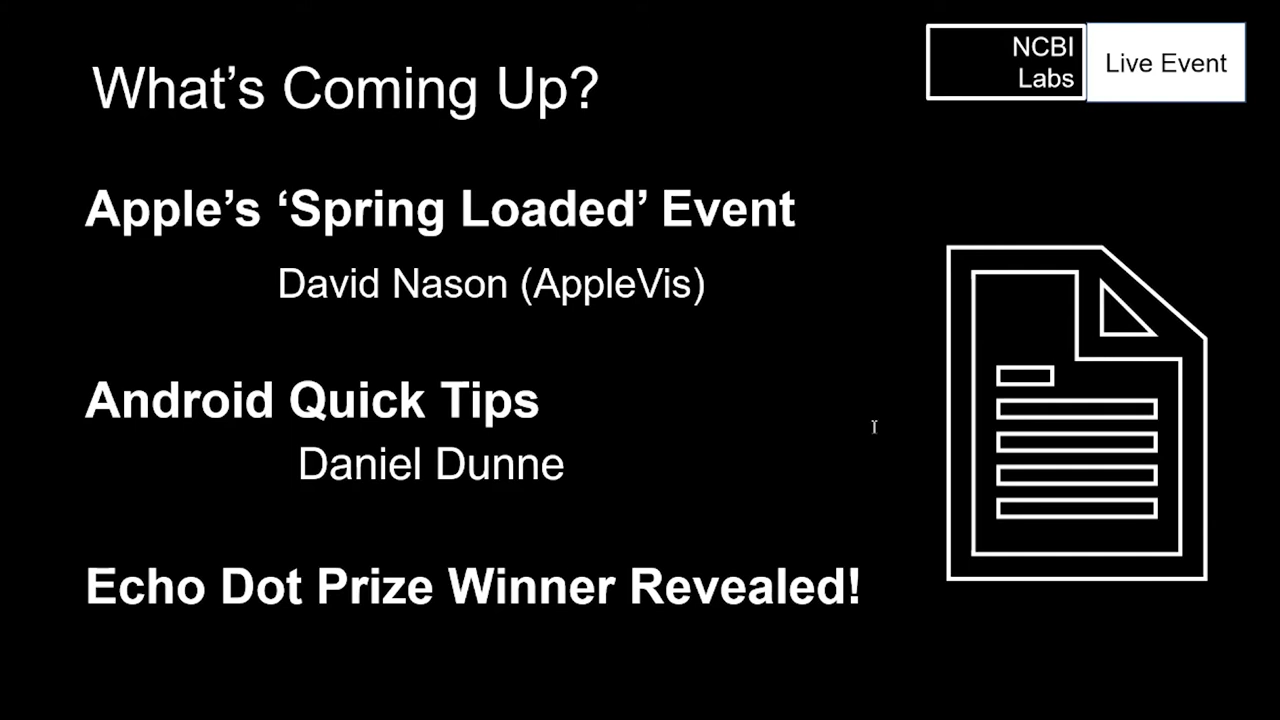 What’s Coming Up?
NCBI
Labs
Live Event
Apple’s ‘Spring Loaded’ Event
David Nason (AppleVis)
Android Quick Tips
Daniel Dunne
Echo Dot Prize Winner Revealed!